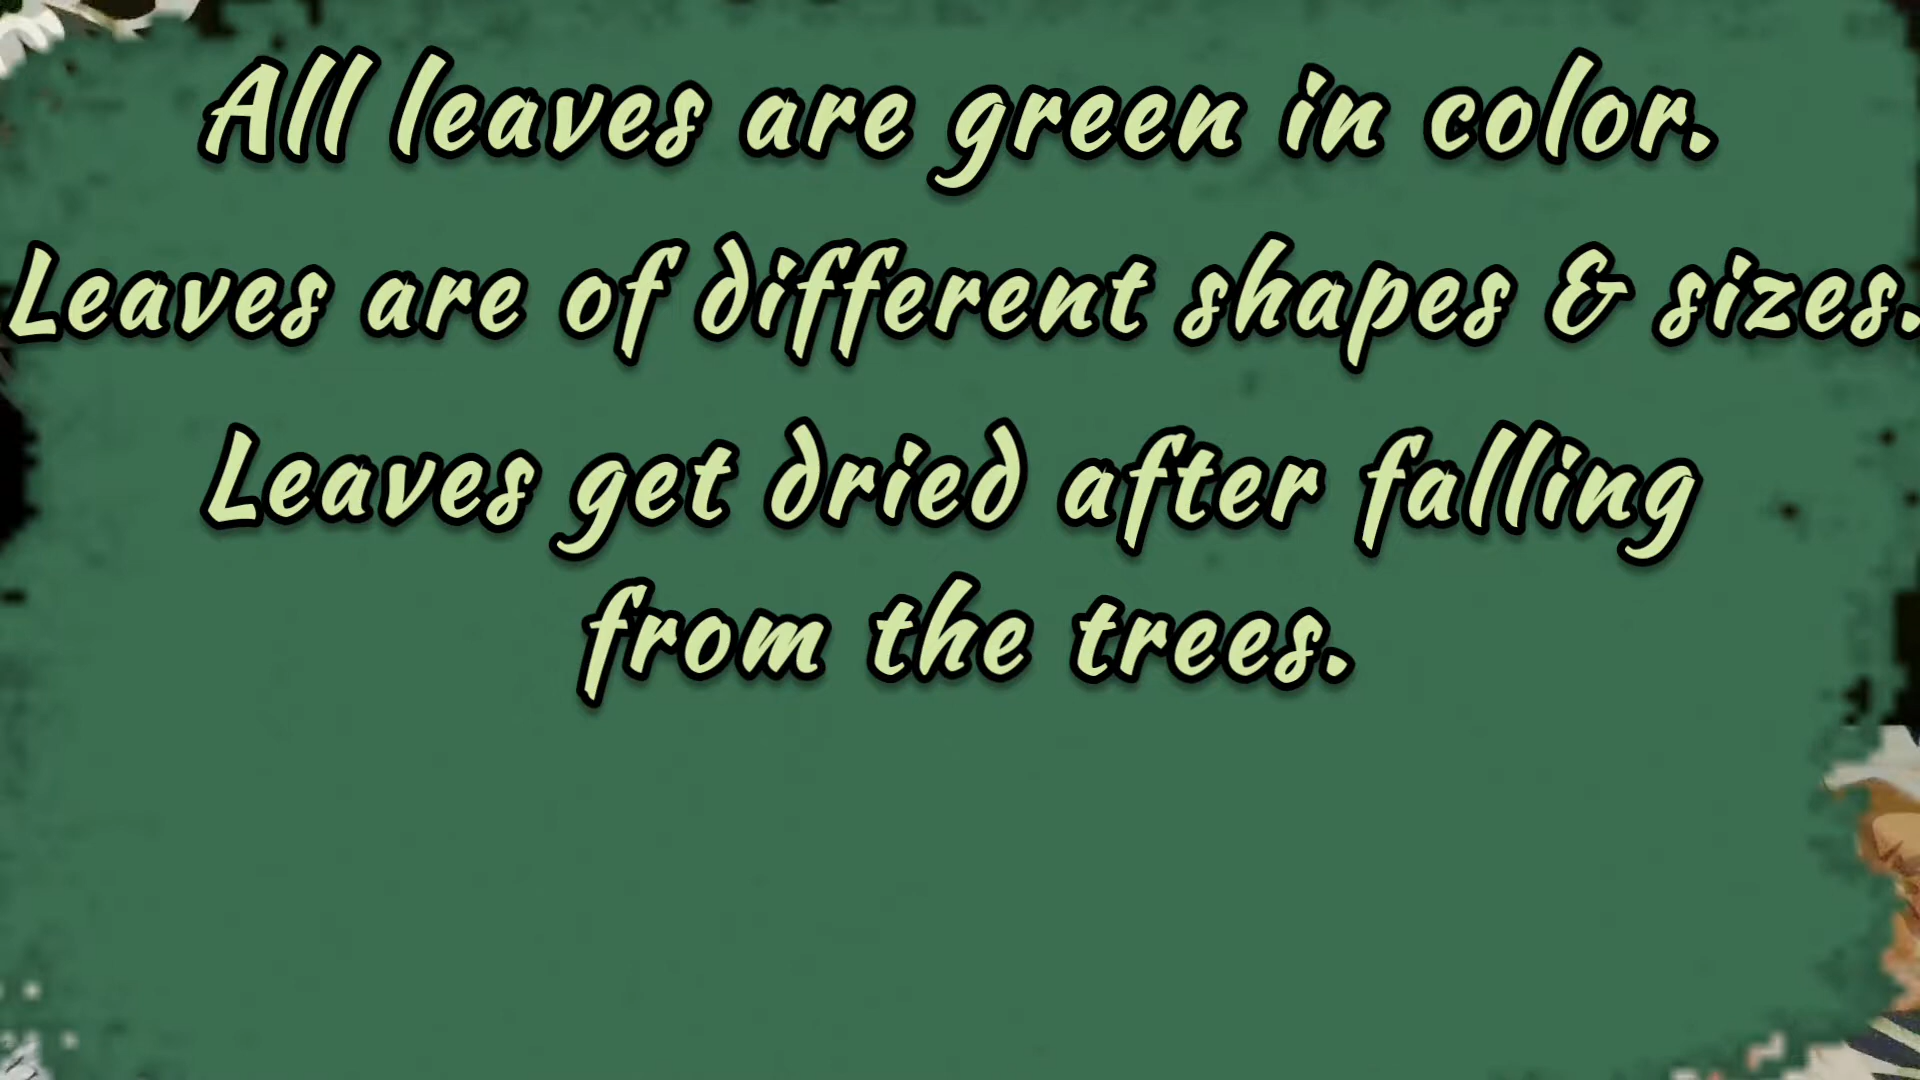 All leaves are green in color.
Leaves are of different shapes & sizes.
Leaves get dried after falling
from the trees.